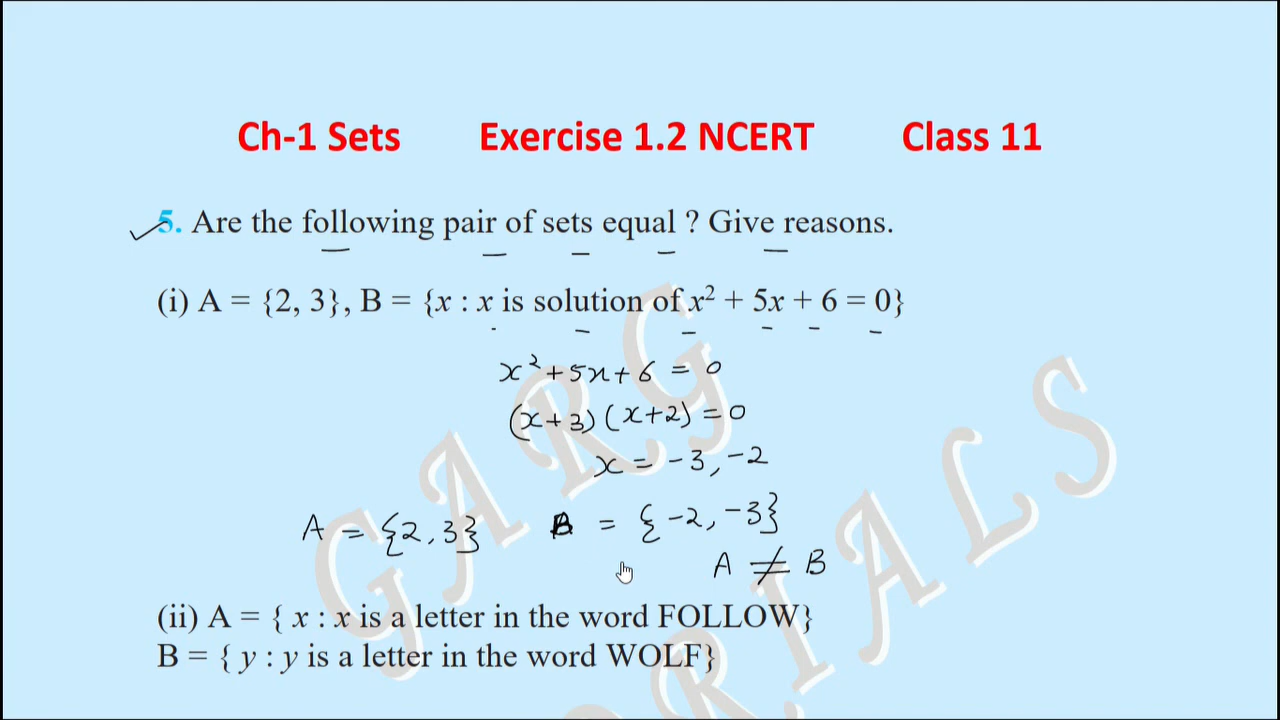 Ch-1 Sets Exercise 1.2 NCERT Class 11
5. Are the following pair of sets equal ? Give reasons.
(i) A = {2, 3}, B = {x : x is solution of x² + 5x + 6 = 0}
x² + 5x + 6 = 0
(x + 3) (x + 2) = 0
x = -3, -2
A = {2, 3} B = {-2, -3}
A ≠ B
(ii) A = { x : x is a letter in the word FOLLOW}
B = { y : y is a letter in the word WOLF}
GARG
ORIALS